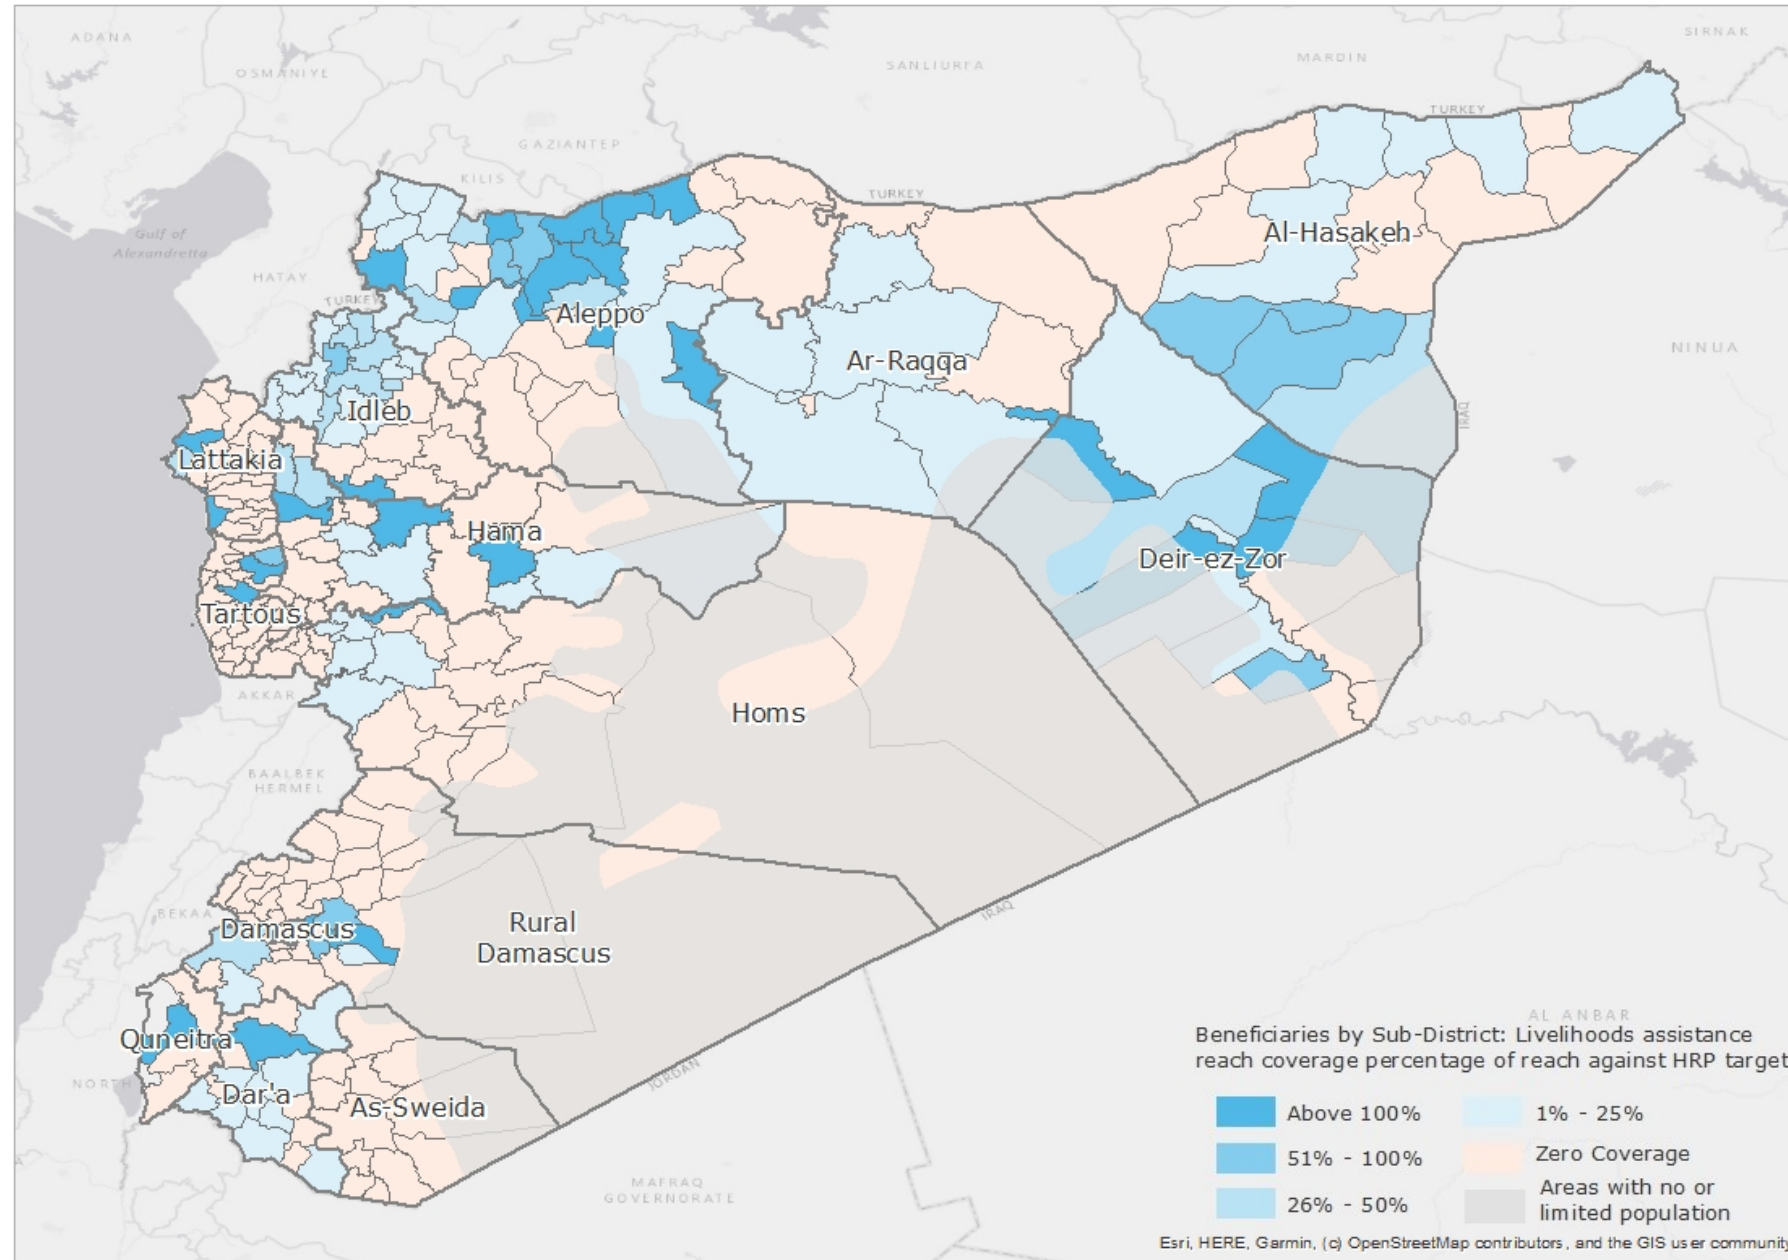 ADANA
OSMANIYE
SANLIURFA
MARDIN
SIRNAK
GAZIANTEP
KILIS
TURKEY
TURKEY
Gulf of
Alexandretta
HATAY
TURKEY
Al-Hasakeh
Aleppo
Ar-Raqqa
NINUA
Idleb
IRAQ
Lattakia
Hama
Deir-ez-Zor
Tartous
AKKAR
Homs
BAALBEK
HERMEL
BEKAA
Damascus
Rural
Damascus
IRAQ
Quneitra
AL ANBAR
NORTH
Dar'a
As-Sweida
JORDAN
MAFRAQ
GOVERNORATE
Beneficiaries by Sub-District: Livelihoods assistance
reach coverage percentage of reach against HRP target
Above 100%
1% - 25%
51% - 100%
Zero Coverage
26% - 50%
Areas with no or
limited population
Esri, HERE, Garmin, (c) OpenStreetMap contributors, and the GIS user community